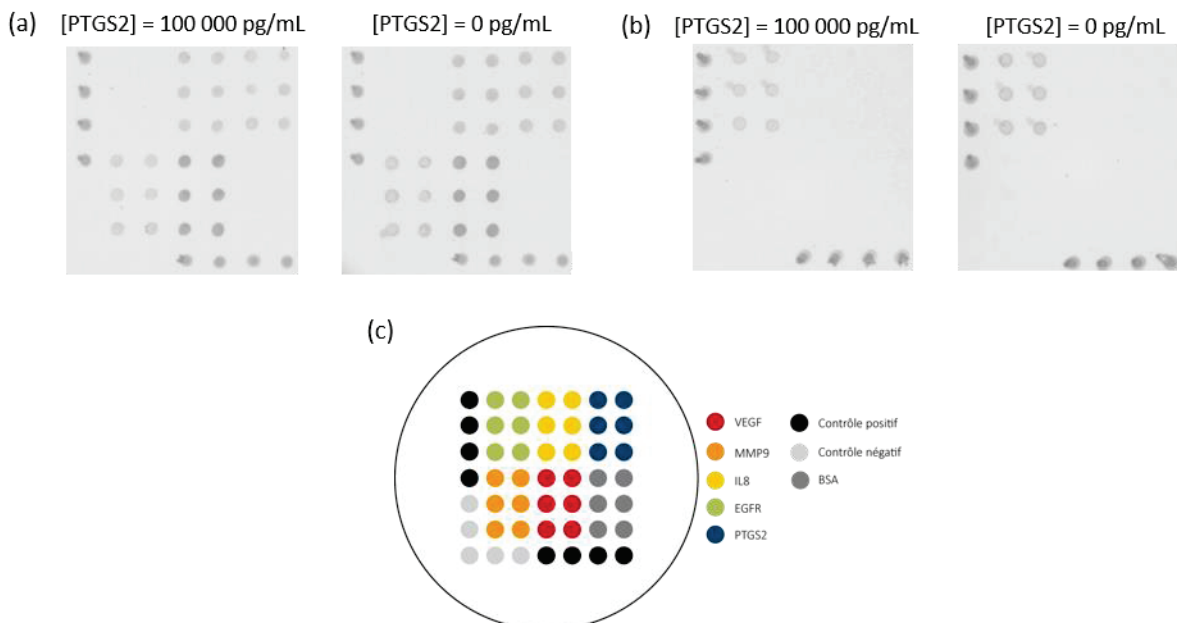 (a)
[PTGS2] = 100 000 pg/mL
[PTGS2] = 0 pg/mL
(b)
[PTGS2] = 100 000 pg/mL
[PTGS2] = 0 pg/mL
(c)
VEGF
MMP9
IL8
EGFR
PTGS2
Contrôle positif
Contrôle négatif
BSA